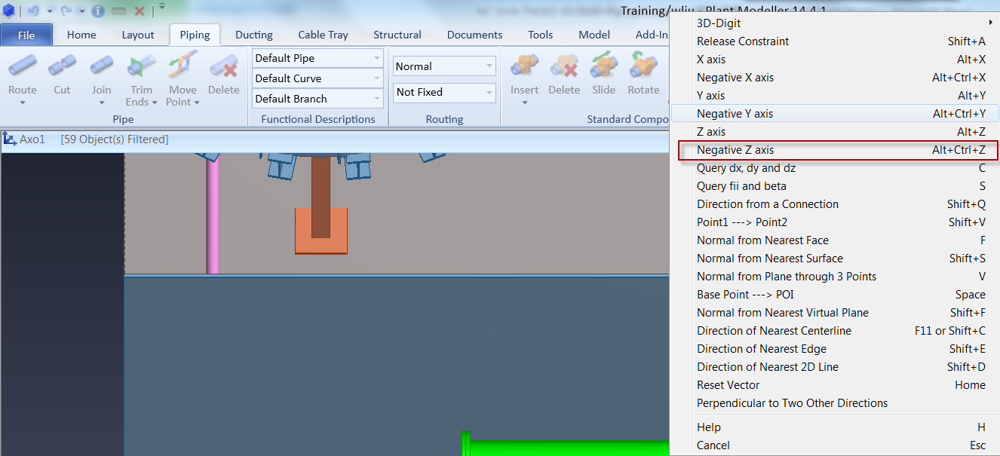 Training/wliu - Plant Modeller 14.4.1
File Home Layout Piping Ducting Cable Tray Structural Documents Tools Model Add-Ins
Route Cut Join Trim Ends Move Point Delete
Pipe
Default Pipe
Default Curve
Default Branch
Functional Descriptions
Normal
Not Fixed
Routing
Insert Delete Slide Rotate
Standard Compo
Axo1 [59 Object(s) Filtered]
3D-Digit
Release Constraint Shift+A
X axis Alt+X
Negative X axis Alt+Ctrl+X
Y axis Alt+Y
Negative Y axis Alt+Ctrl+Y
Z axis Alt+Z
Negative Z axis Alt+Ctrl+Z
Query dx, dy and dz C
Query fii and beta S
Direction from a Connection Shift+Q
Point1 ---> Point2 Shift+V
Normal from Nearest Face F
Normal from Nearest Surface Shift+S
Normal from Plane through 3 Points V
Base Point ---> POI Space
Normal from Nearest Virtual Plane Shift+F
Direction of Nearest Centerline F11 or Shift+C
Direction of Nearest Edge Shift+E
Direction of Nearest 2D Line Shift+D
Reset Vector Home
Perpendicular to Two Other Directions
Help H
Cancel Esc